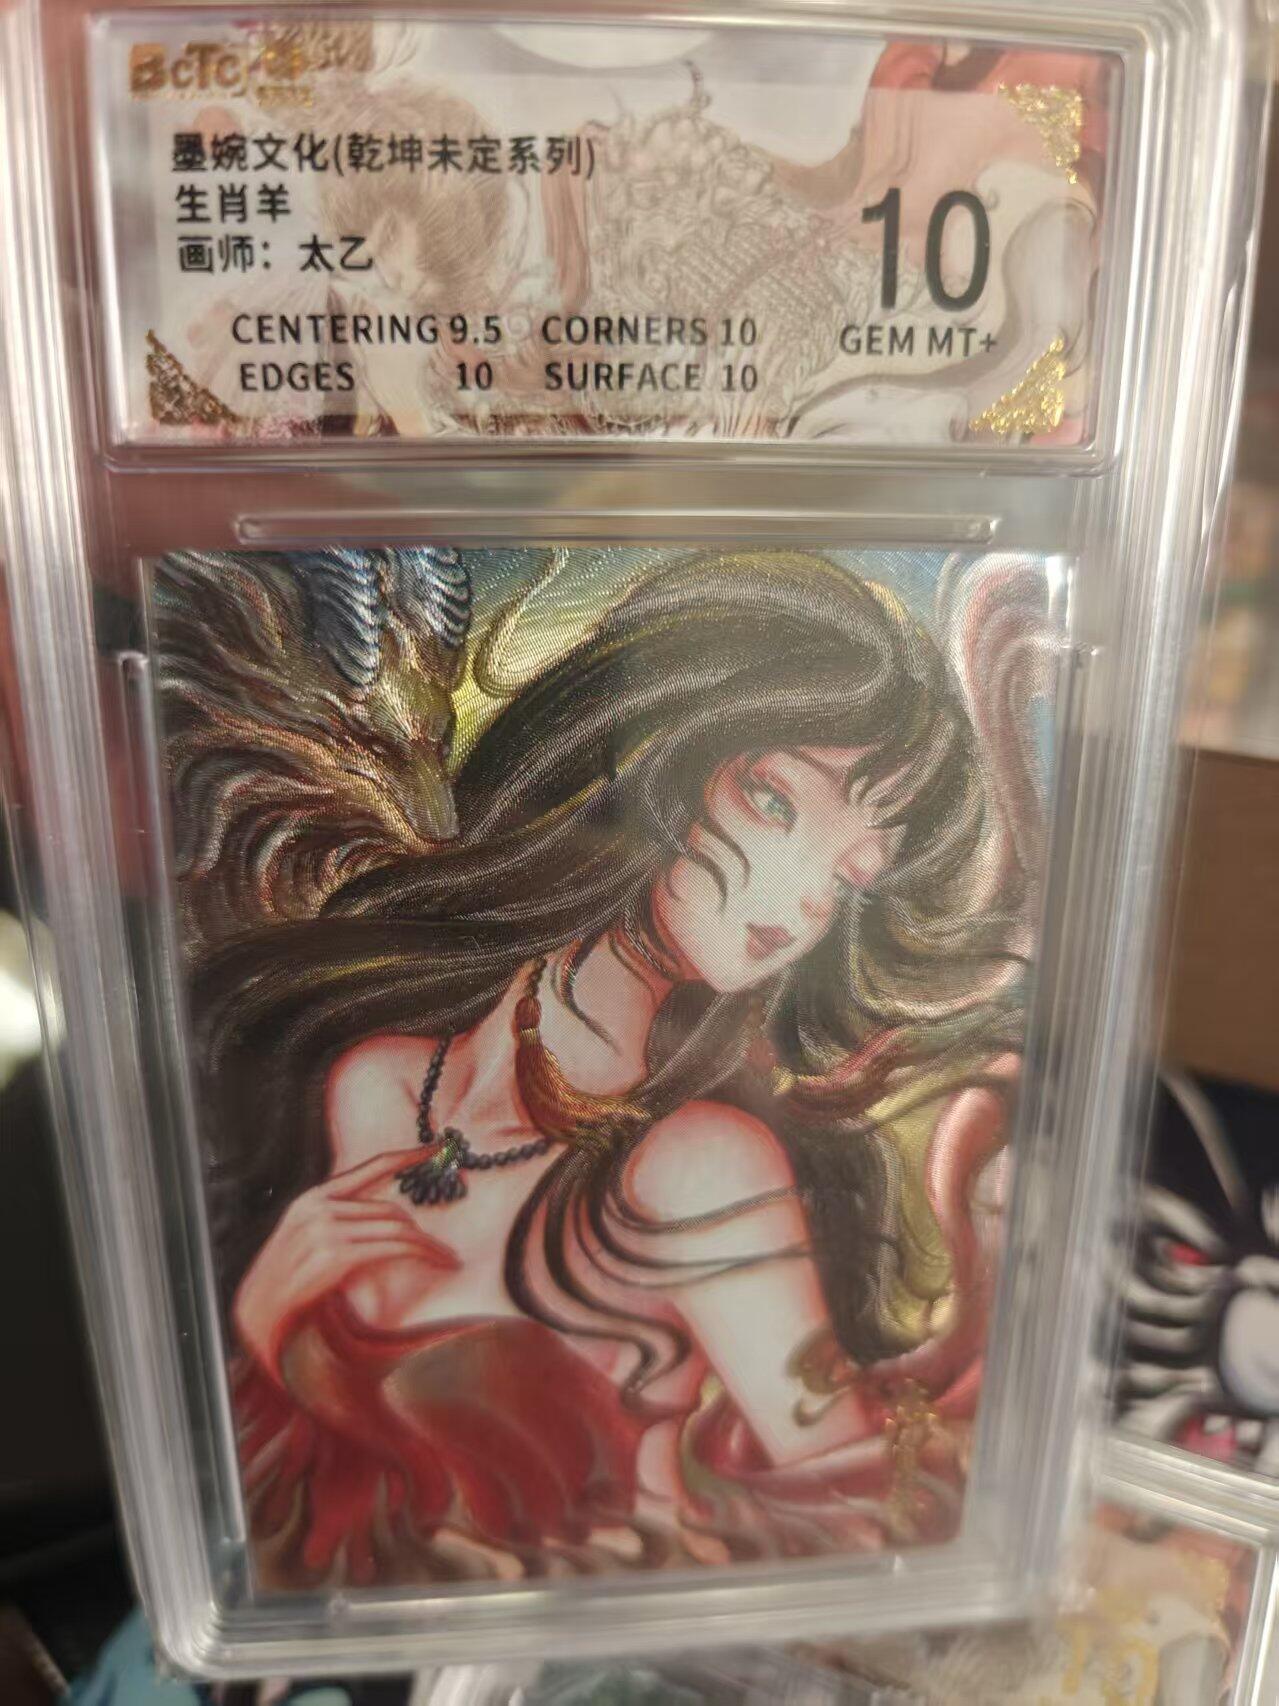 BCTC
墨婉文化(乾坤未定系列)
生肖羊
画师：太乙
10
GEM MT+
CENTERING 9.5 CORNERS 10
EDGES 10 SURFACE 10